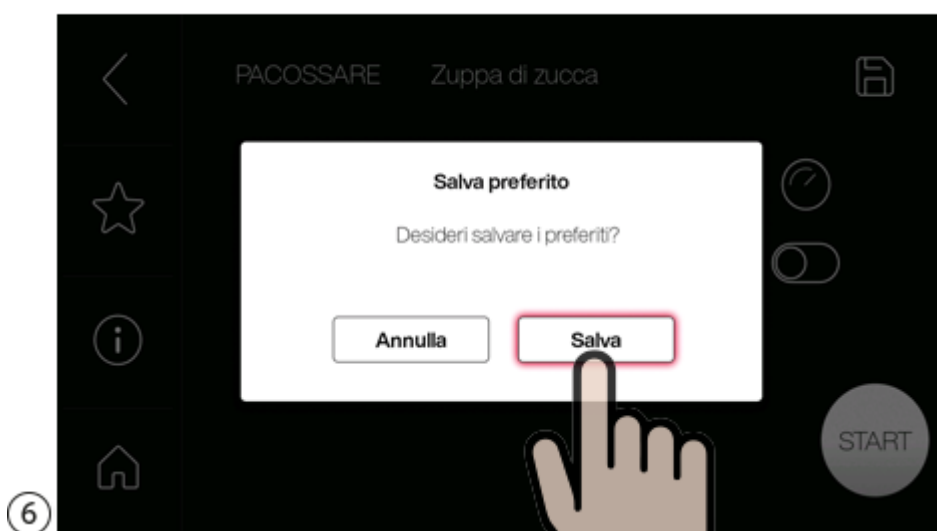 PACOSSARE Zuppa di zucca
Salva preferito
Desideri salvare i preferiti?
Annulla Salva
START
6